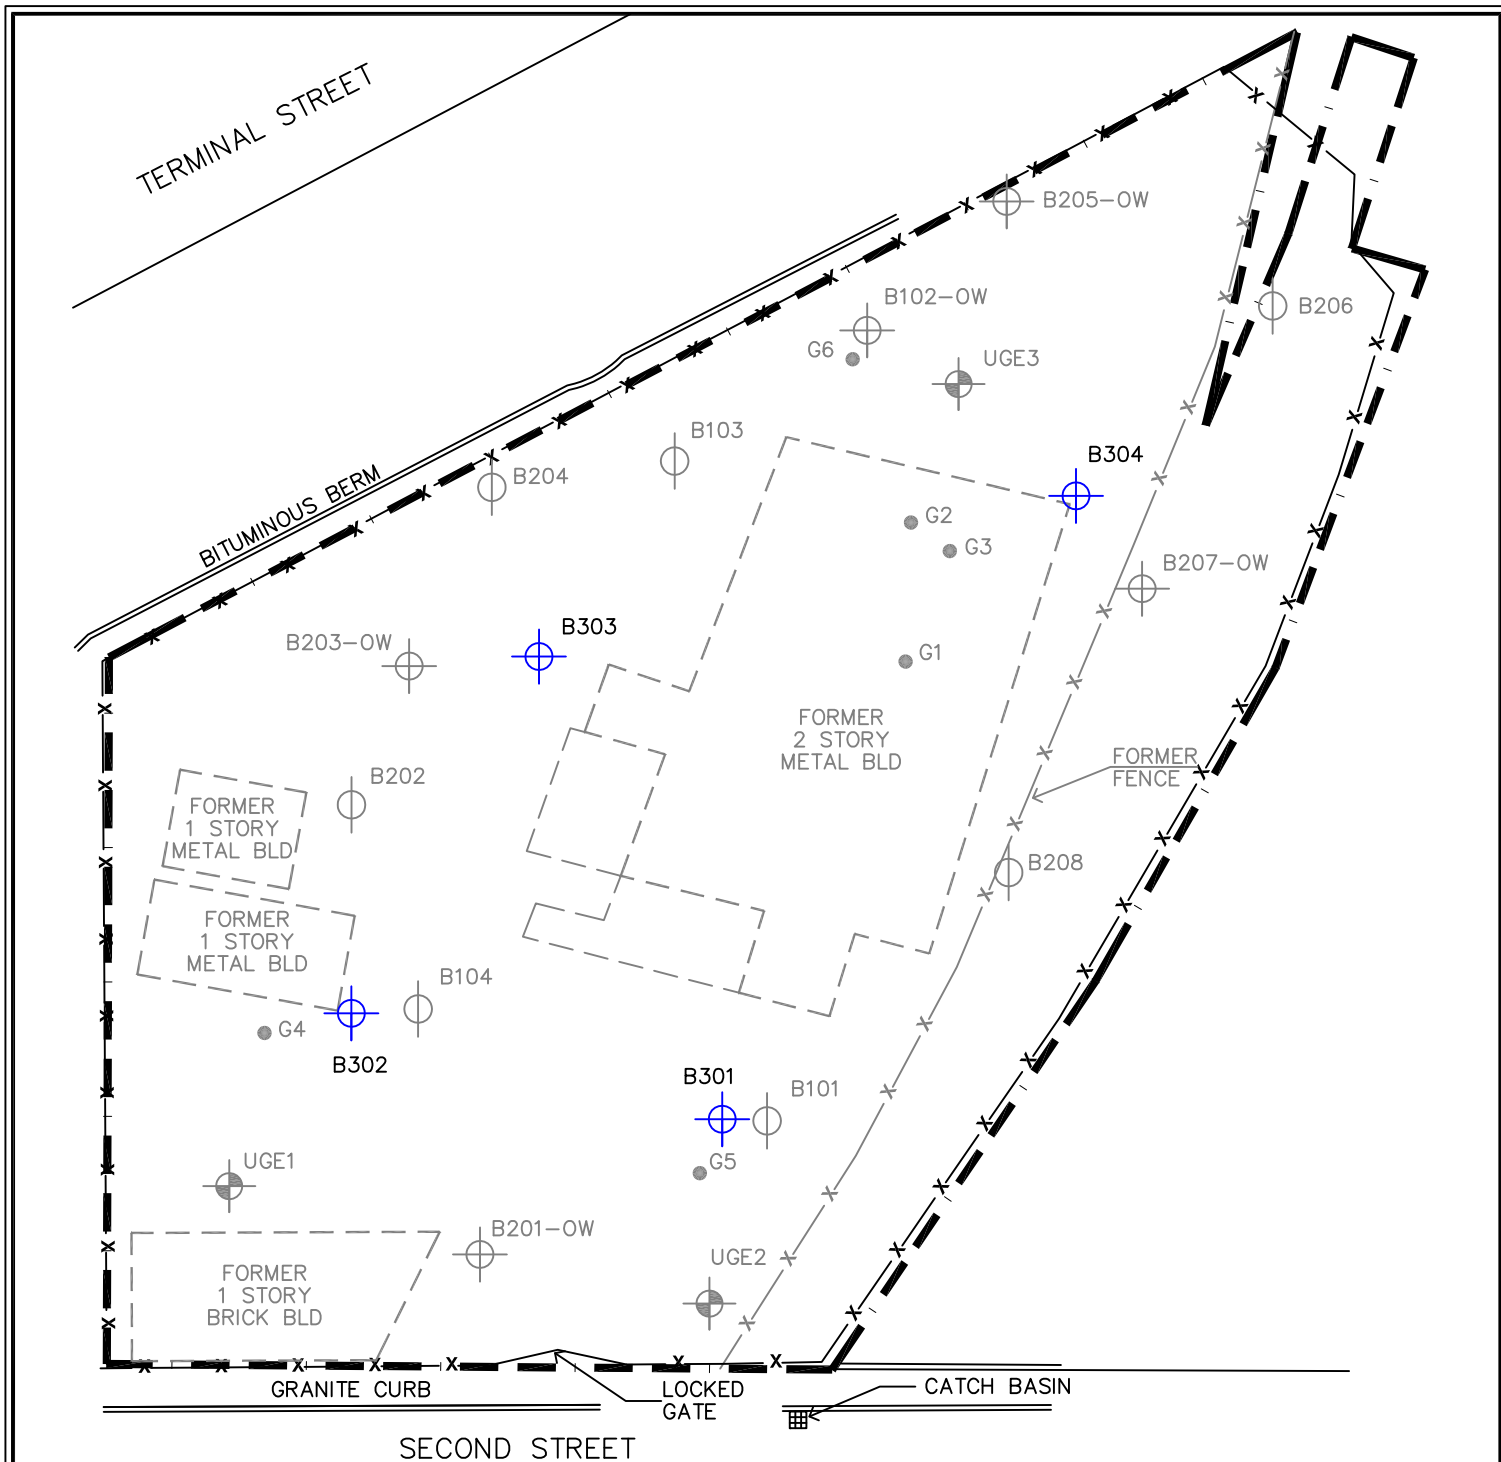 TERMINAL STREET
B205-OW
B206
B102-OW
G6
UGE3
B103
B304
B204
BITUMINOUS BERM
G2
G3
B207-OW
B303
B203-OW
G1
FORMER
2 STORY
METAL BLD
FORMER
FENCE
B202
FORMER
1 STORY
METAL BLD
B208
FORMER
1 STORY
METAL BLD
B104
G4
B302
B301
B101
UGE1
G5
B201-OW
UGE2
FORMER
1 STORY
BRICK BLD
GRANITE CURB
LOCKED
GATE
CATCH BASIN
SECOND STREET